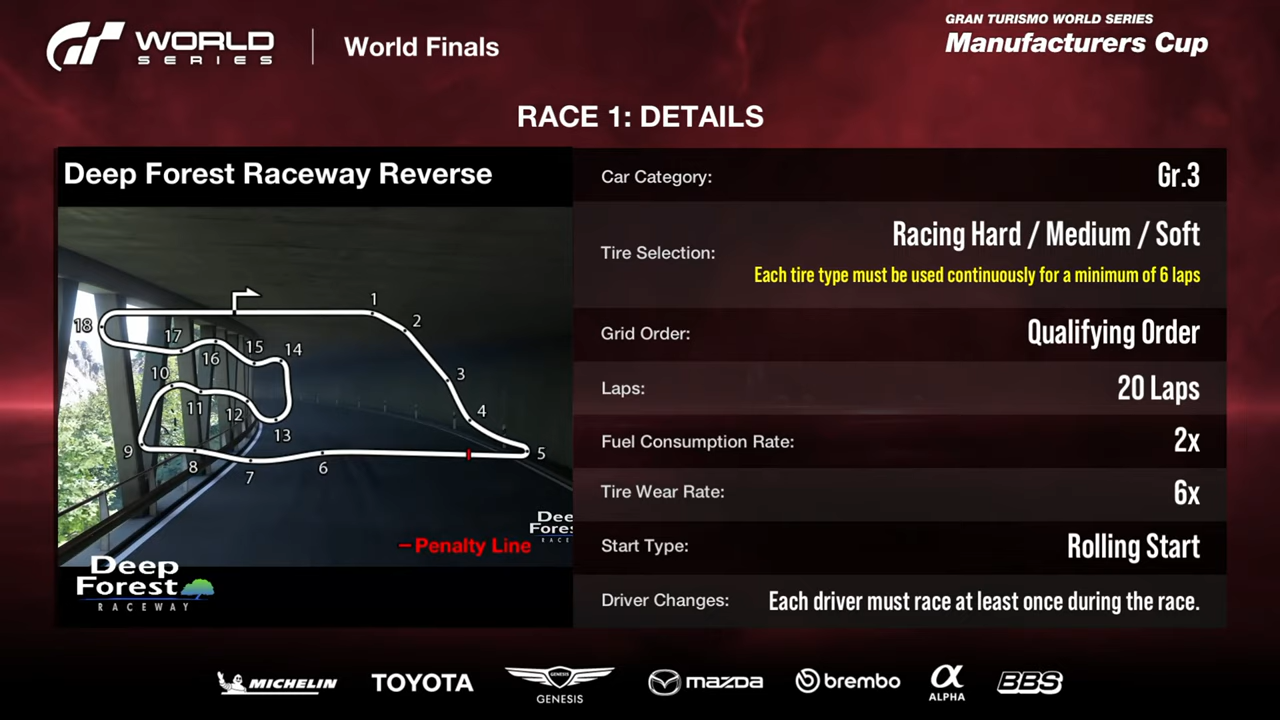 GT WORLD SERIES
World Finals
GRAN TURISMO WORLD SERIES
Manufacturers Cup
RACE 1: DETAILS
Deep Forest Raceway Reverse
1
2
3
4
5
6
7
8
9
10
11
12
13
14
15
16
17
18
Penalty Line
Deep
Forest
RACEWAY
Dee
Fores
RACE
Car Category:
Gr.3
Tire Selection:
Racing Hard / Medium / Soft
Each tire type must be used continuously for a minimum of 6 laps
Grid Order:
Qualifying Order
Laps:
20 Laps
Fuel Consumption Rate:
2x
Tire Wear Rate:
6x
Start Type:
Rolling Start
Driver Changes:
Each driver must race at least once during the race.
MICHELIN
TOYOTA
GENESIS
GENESIS
mazda
brembo
α
ALPHA
BBS